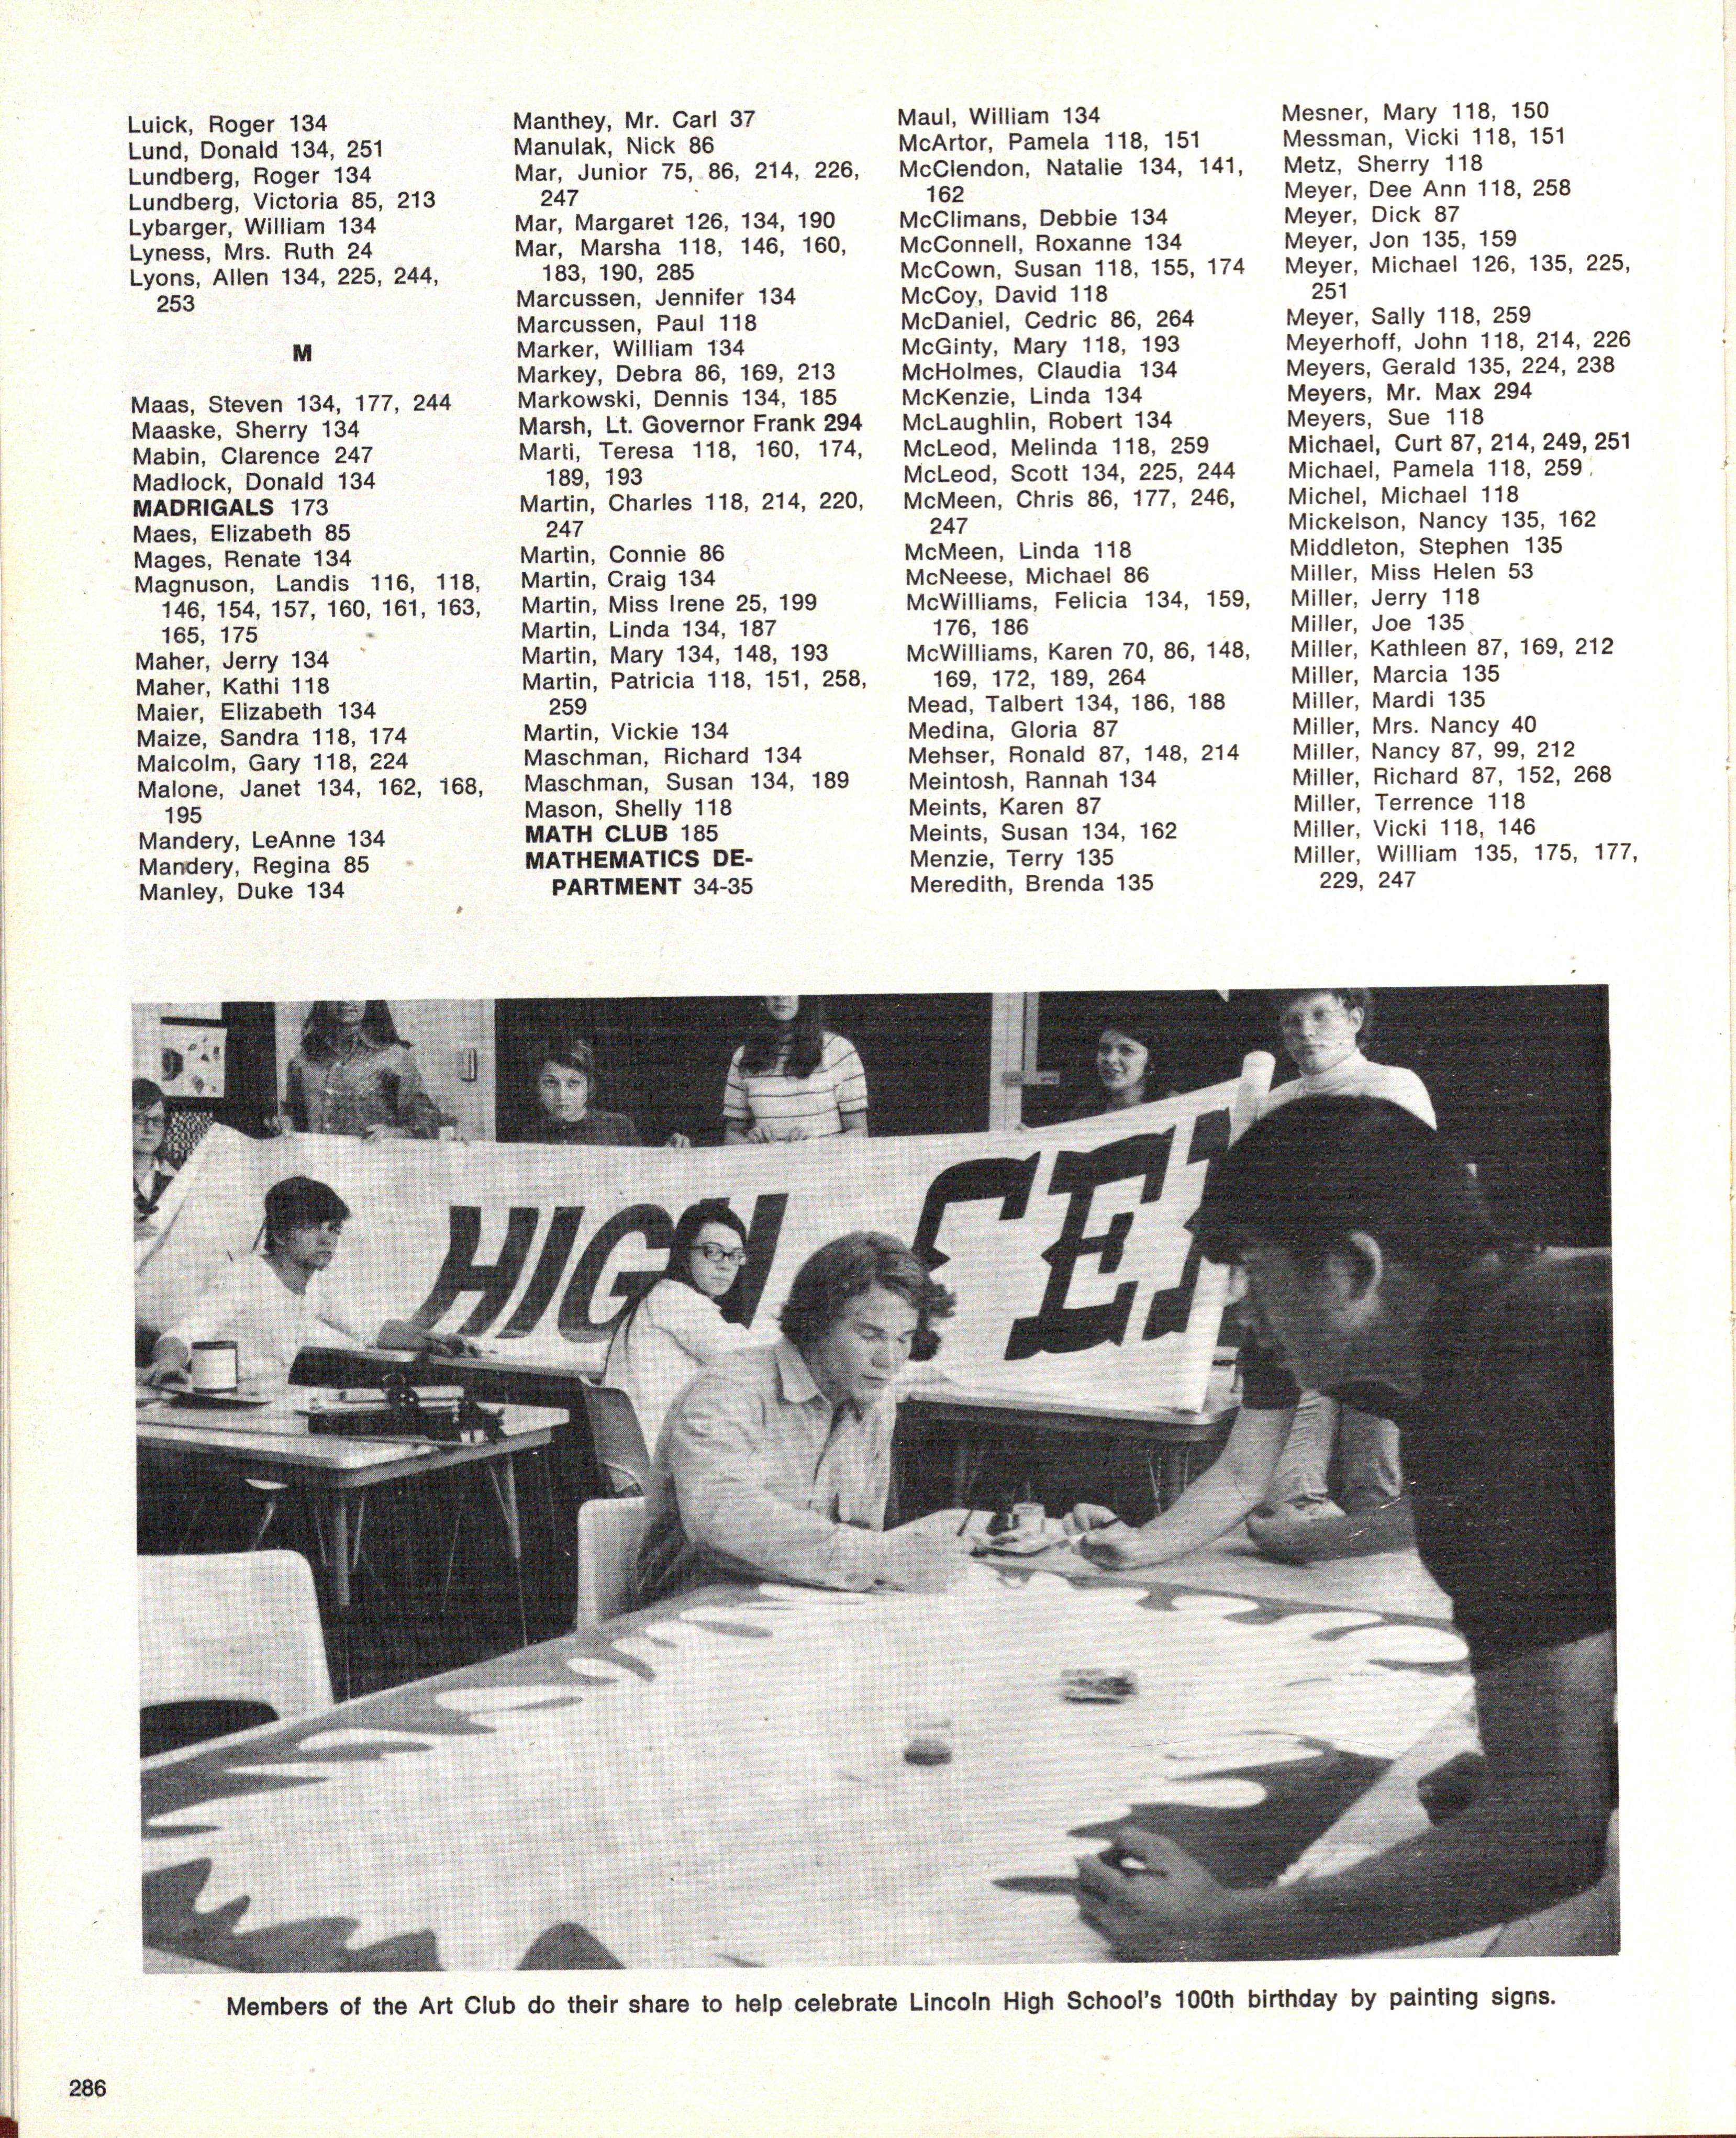 Luick, Roger 134
Lund, Donald 134, 251
Lundberg, Roger 134
Lundberg, Victoria 85, 213
Lybarger, William 134
Lyness, Mrs. Ruth 24
Lyons, Allen 134, 225, 244,
253
M
Maas, Steven 134, 177, 244
Maaske, Sherry 134
Mabin, Clarence 247
Madlock, Donald 134
MADRIGALS 173
Maes, Elizabeth 85
Mages, Renate 134
Magnuson, Landis 116, 118,
146, 154, 157, 160, 161, 163,
165, 175
Maher, Jerry 134
Maher, Kathi 118
Maier, Elizabeth 134
Maize, Sandra 118, 174
Malcolm, Gary 118, 224
Malone, Janet 134, 162, 168,
195
Mandery, LeAnne 134
Mandery, Regina 85
Manley, Duke 134
Manthey, Mr. Carl 37
Manulak, Nick 86
Mar, Junior 75, 86, 214, 226,
247
Mar, Margaret 126, 134, 190
Mar, Marsha 118, 146, 160,
183, 190, 285
Marcussen, Jennifer 134
Marcussen, Paul 118
Marker, William 134
Markey, Debra 86, 169, 213
Markowski, Dennis 134, 185
Marsh, Lt. Governor Frank 294
Marti, Teresa 118, 160, 174,
189, 193
Martin, Charles 118, 214, 220,
247
Martin, Connie 86
Martin, Craig 134
Martin, Miss Irene 25, 199
Martin, Linda 134, 187
Martin, Mary 134, 148, 193
Martin, Patricia 118, 151, 258,
259
Martin, Vickie 134
Maschman, Richard 134
Maschman, Susan 134, 189
Mason, Shelly 118
MATH CLUB 185
MATHEMATICS DE-
PARTMENT 34-35
Maul, William 134
McArtor, Pamela 118, 151
McClendon, Natalie 134, 141,
162
McClimans, Debbie 134
McConnell, Roxanne 134
McCown, Susan 118, 155, 174
McCoy, David 118
McDaniel, Cedric 86, 264
McGinty, Mary 118, 193
McHolmes, Claudia 134
McKenzie, Linda 134
McLaughlin, Robert 134
McLeod, Melinda 118, 259
McLeod, Scott 134, 225, 244
McMeen, Chris 86, 177, 246,
247
McMeen, Linda 118
McNeese, Michael 86
McWilliams, Felicia 134, 159,
176, 186
McWilliams, Karen 70, 86, 148,
169, 172, 189, 264
Mead, Talbert 134, 186, 188
Medina, Gloria 87
Mehser, Ronald 87, 148, 214
Meintosh, Rannah 134
Meints, Karen 87
Meints, Susan 134, 162
Menzie, Terry 135
Meredith, Brenda 135
Mesner, Mary 118, 150
Messman, Vicki 118, 151
Metz, Sherry 118
Meyer, Dee Ann 118, 258
Meyer, Dick 87
Meyer, Jon 135, 159
Meyer, Michael 126, 135, 225,
251
Meyer, Sally 118, 259
Meyerhoff, John 118, 214, 226
Meyers, Gerald 135, 224, 238
Meyers, Mr. Max 294
Meyers, Sue 118
Michael, Curt 87, 214, 249, 251
Michael, Pamela 118, 259
Michel, Michael 118
Mickelson, Nancy 135, 162
Middleton, Stephen 135
Miller, Miss Helen 53
Miller, Jerry 118
Miller, Joe 135
Miller, Kathleen 87, 169, 212
Miller, Marcia 135
Miller, Mardi 135
Miller, Mrs. Nancy 40
Miller, Nancy 87, 99, 212
Miller, Richard 87, 152, 268
Miller, Terrence 118
Miller, Vicki 118, 146
Miller, William 135, 175, 177,
229, 247
HIGH CE
Members of the Art Club do their share to help celebrate Lincoln High School's 100th birthday by painting signs.
286